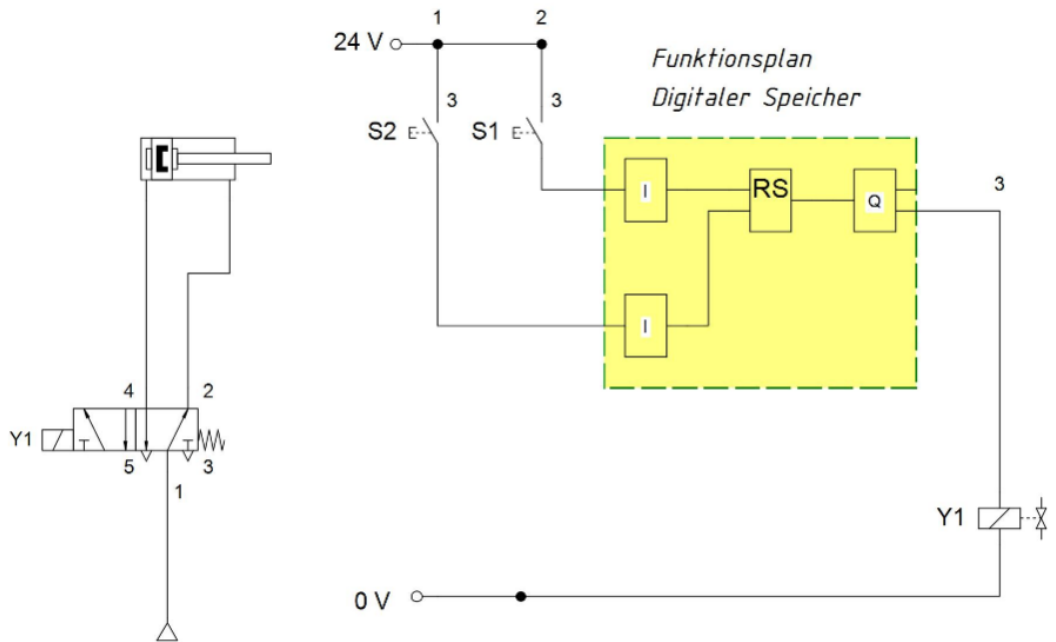 1 2
24 V
Funktionsplan
Digitaler Speicher
3 3
S2 S1
I RS Q 3
I
4 2
Y1
5 3
1
Y1
0 V